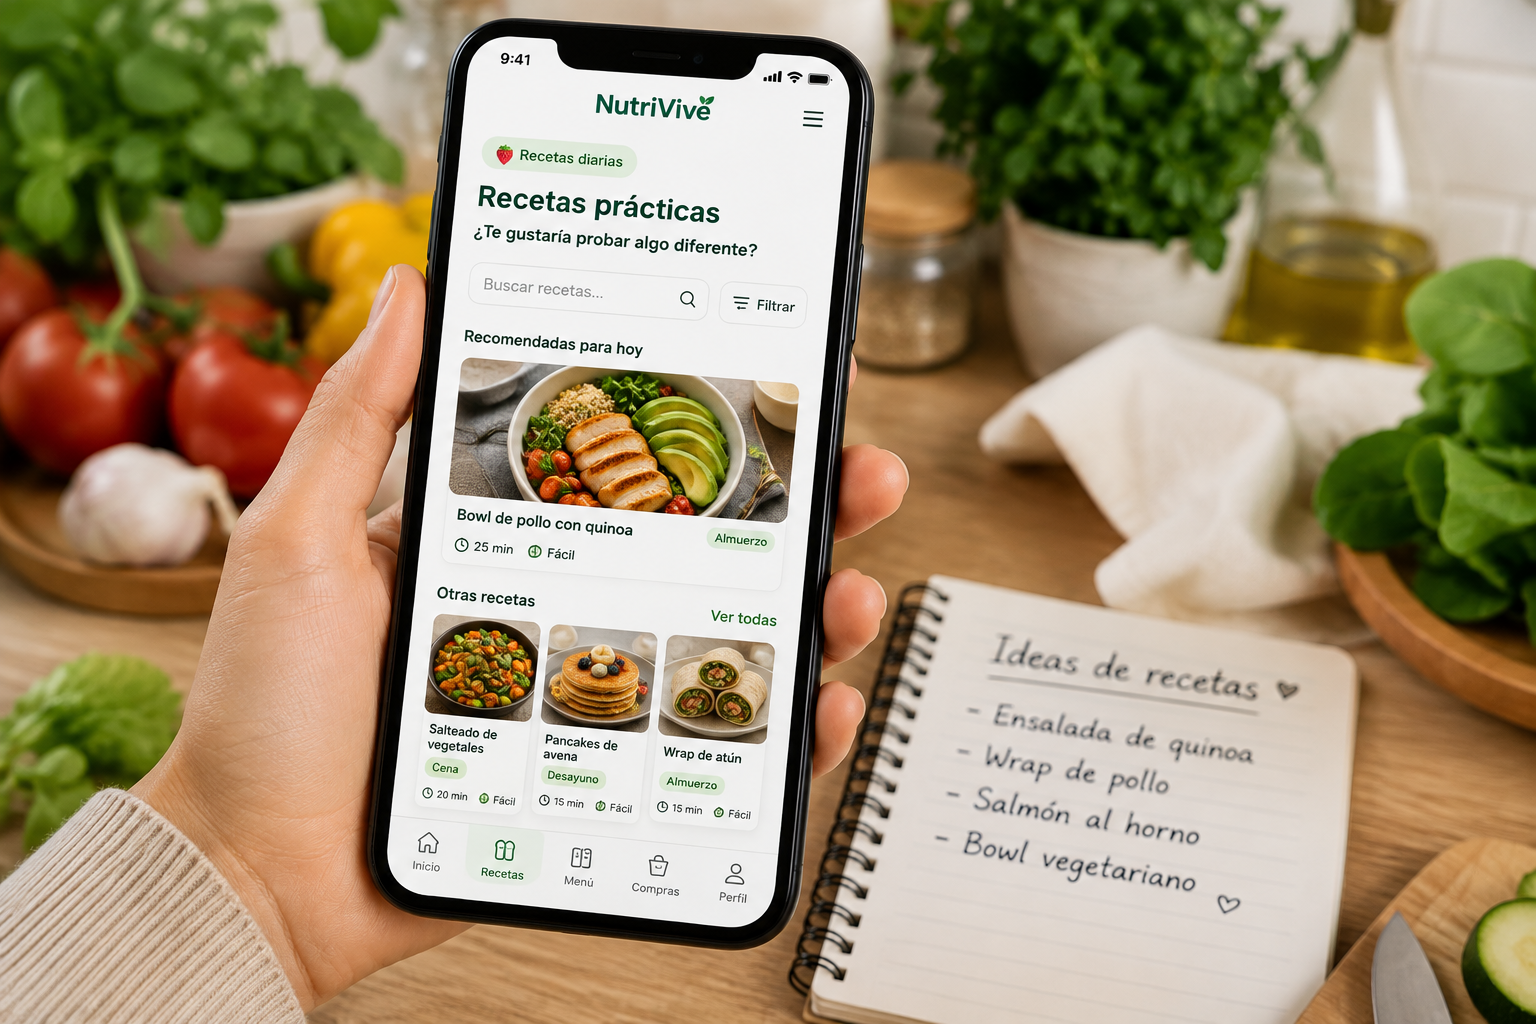 9:41
NutriVive
Recetas diarias
Recetas prácticas
¿Te gustaría probar algo diferente?
Buscar recetas...
Filtrar
Recomendadas para hoy
Bowl de pollo con quinoa
Almuerzo
25 min
Fácil
Otras recetas
Ver todas
Salteado de
vegetales
Cena
20 min
Fácil
Pancakes de
avena
Desayuno
15 min
Fácil
Wrap de atún
Almuerzo
15 min
Fácil
Inicio
Recetas
Menú
Compras
Perfil
Ideas de recetas
- Ensalada de quinoa
- Wrap de pollo
- Salmón al horno
- Bowl vegetariano